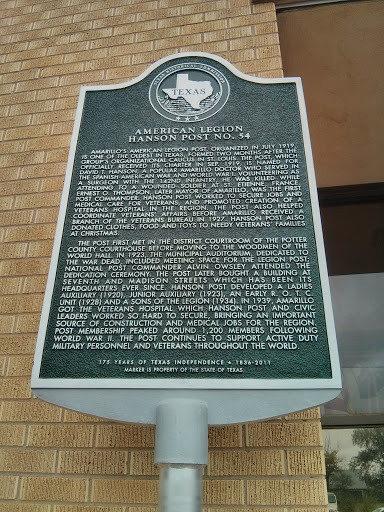 TEXAS HISTORICAL COMMISSION
TEXAS
AMERICAN LEGION
HANSON POST NO. 54
AMARILLO'S AMERICAN LEGION POST, ORGANIZED IN JULY 1919,
IS ONE OF THE OLDEST IN TEXAS, FORMED TWO MONTHS AFTER THE
GROUP'S ORGANIZATIONAL CAUCUS IN ST. LOUIS. THE POST, WHICH
OFFICIALLY RECEIVED ITS CHARTER IN SEP. 1919, IS NAMED FOR
DAVID T. HANSON, A POPULAR AMARILLO DOCTOR WHO SERVED IN
THE SPANISH-AMERICAN WAR AND WORLD WAR I. VOLUNTEERING AS
A SURGEON WITH THE 142ND INFANTRY, HE WAS KILLED WHILE
ATTENDING TO A WOUNDED SOLDIER AT ST. ETIENNE, FRANCE.
ERNEST O. THOMPSON, LATER MAYOR OF AMARILLO, WAS THE FIRST
POST COMMANDER. HANSON POST WORKED TO SECURE JOBS AND
MEDICAL CARE FOR VETERANS, AND PROMOTED CREATION OF A
VETERANS HOSPITAL IN THE REGION. THE POST ALSO HELPED
COORDINATE VETERANS' AFFAIRS BEFORE AMARILLO RECEIVED A
BRANCH OF THE VETERANS BUREAU IN 1927. HANSON POST ALSO
DONATED CLOTHES, FOOD AND TOYS TO NEEDY VETERANS' FAMILIES
AT CHRISTMAS.
THE POST FIRST MET IN THE DISTRICT COURTROOM OF THE POTTER
COUNTY COURTHOUSE BEFORE MOVING TO THE WOODMEN OF THE
WORLD HALL. IN 1923, THE MUNICIPAL AUDITORIUM, DEDICATED TO
THE WAR DEAD, INCLUDED MEETING SPACE FOR THE LEGION POST.
NATIONAL POST COMMANDER ALVIN OWSLEY ATTENDED THE
DEDICATION CEREMONY. THE POST LATER BOUGHT A BUILDING AT
SEVENTH AND MADISON STREETS WHICH HAS BEEN ITS
HEADQUARTERS EVER SINCE. HANSON POST DEVELOPED A LADIES
AUXILIARY (1920), JUNIOR AUXILIARY (1923), AN EARLY R. O. T. C.
UNIT (1928) AND A SONS OF THE LEGION (1934). IN 1939, AMARILLO
GOT THE VETERANS HOSPITAL WHICH HANSON POST AND CIVIC
LEADERS WORKED SO HARD TO SECURE, BRINGING AN IMPORTANT
SOURCE OF CONSTRUCTION AND MEDICAL JOBS FOR THE REGION.
POST MEMBERSHIP PEAKED AROUND 1,200 MEMBERS FOLLOWING
WORLD WAR II. THE POST CONTINUES TO SUPPORT ACTIVE DUTY
MILITARY PERSONNEL AND VETERANS THROUGHOUT THE WORLD.
175 YEARS OF TEXAS INDEPENDENCE • 1836-2011
MARKER IS PROPERTY OF THE STATE OF TEXAS